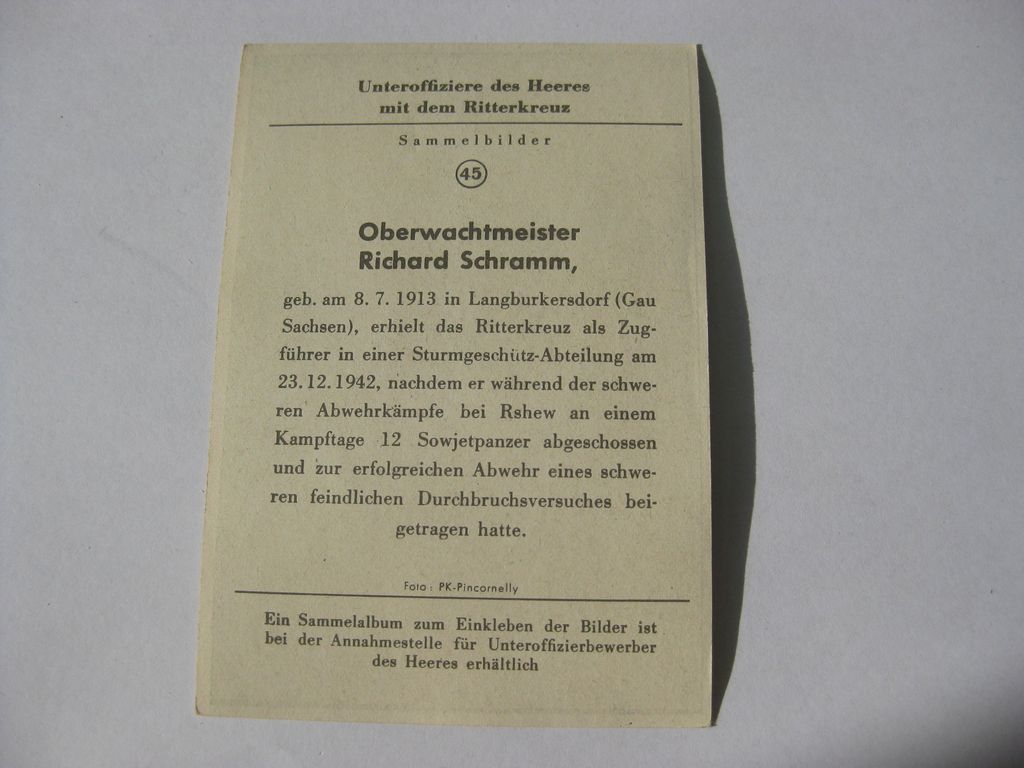 Unteroffiziere des Heeres
mit dem Ritterkreuz
Sammelbilder
45
Oberwachtmeister
Richard Schramm,
geb. am 8. 7. 1913 in Langburkersdorf (Gau
Sachsen), erhielt das Ritterkreuz als Zug-
führer in einer Sturmgeschütz-Abteilung am
23. 12. 1942, nachdem er während der schwe-
ren Abwehrkämpfe bei Rshew an einem
Kampftage 12 Sowjetpanzer abgeschossen
und zur erfolgreichen Abwehr eines schwe-
ren feindlichen Durchbruchsversuches bei-
getragen hatte.
Foto: PK-Pincornelly
Ein Sammelalbum zum Einkleben der Bilder ist
bei der Annahmestelle für Unteroffizierbewerber
des Heeres erhältlich